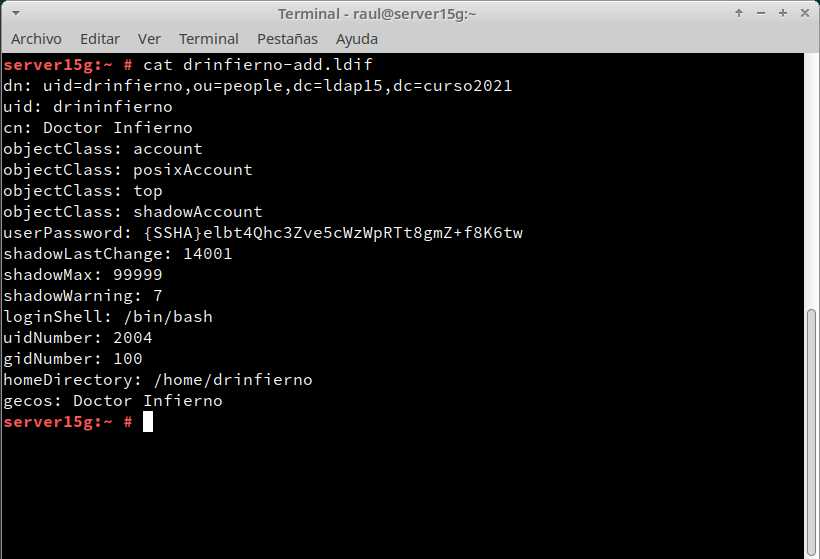 Terminal - raul@server15g:~
Archivo Editar Ver Terminal Pestañas Ayuda
server15g:~ # cat drinfierno-add.ldif
dn: uid=drinfierno,ou=people,dc=ldap15,dc=curso2021
uid: drininfierno
cn: Doctor Infierno
objectClass: account
objectClass: posixAccount
objectClass: top
objectClass: shadowAccount
userPassword: {SSHA}elbt4Qhc3Zve5cWzWpRTt8gmZ+f8K6tw
shadowLastChange: 14001
shadowMax: 99999
shadowWarning: 7
loginShell: /bin/bash
uidNumber: 2004
gidNumber: 100
homeDirectory: /home/drinfierno
gecos: Doctor Infierno
server15g:~ #